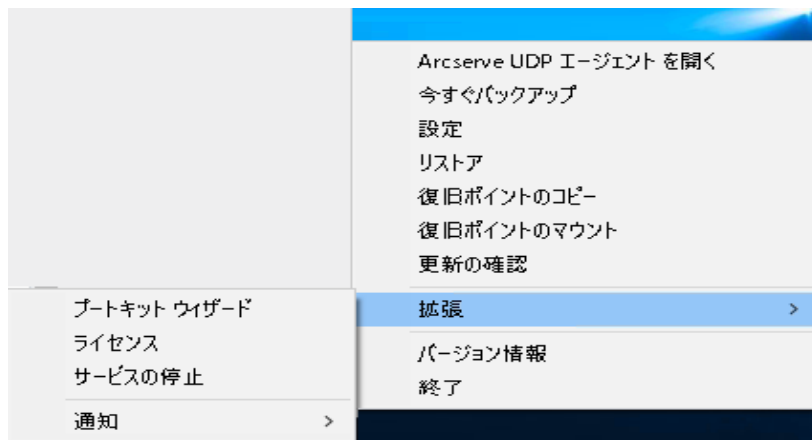 Arcserve UDP エージェント を開く
今すぐバックアップ
設定
リストア
復旧ポイントのコピー
復旧ポイントのマウント
更新の確認
拡張
バージョン情報
終了
ブートキット ウィザード
ライセンス
サービスの停止
通知